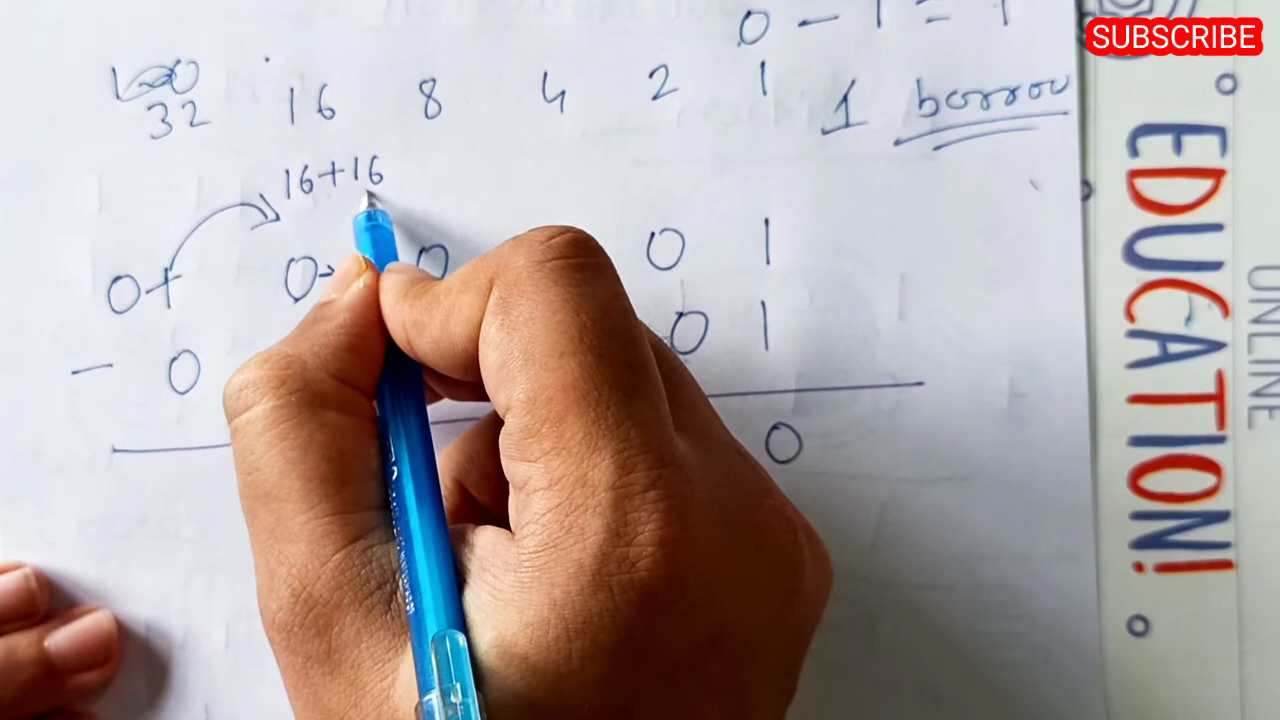 0 - 1 = 1
SUBSCRIBE
32 16 8 4 2 1 1 borrow
16+16
0 1 0 0 0 1
- 0 0 1
0
EDUCATION!
ONLINE